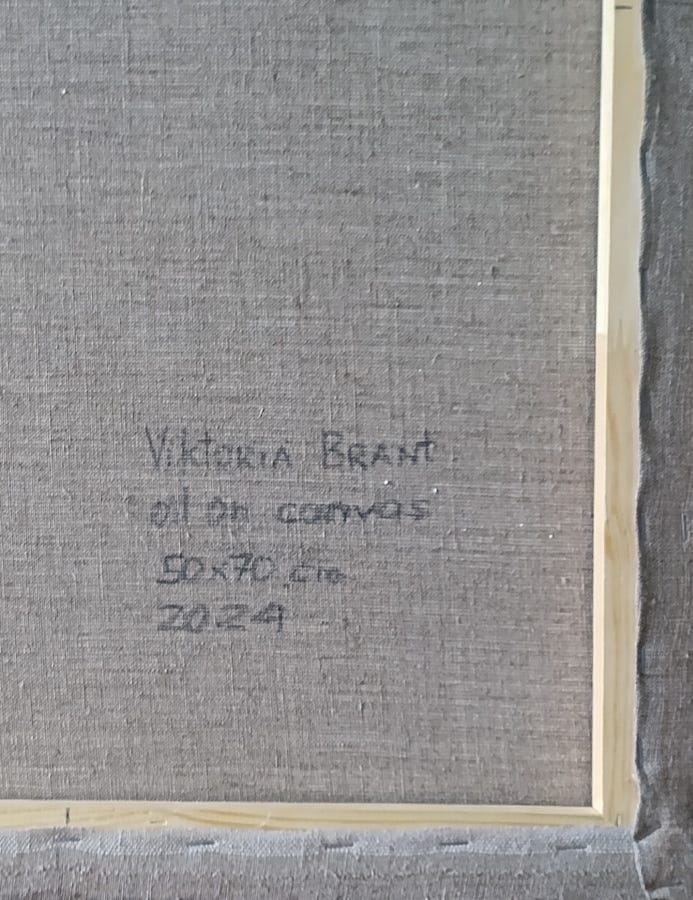 Viktoria Brant
oil on canvas
50x70 cm
2024